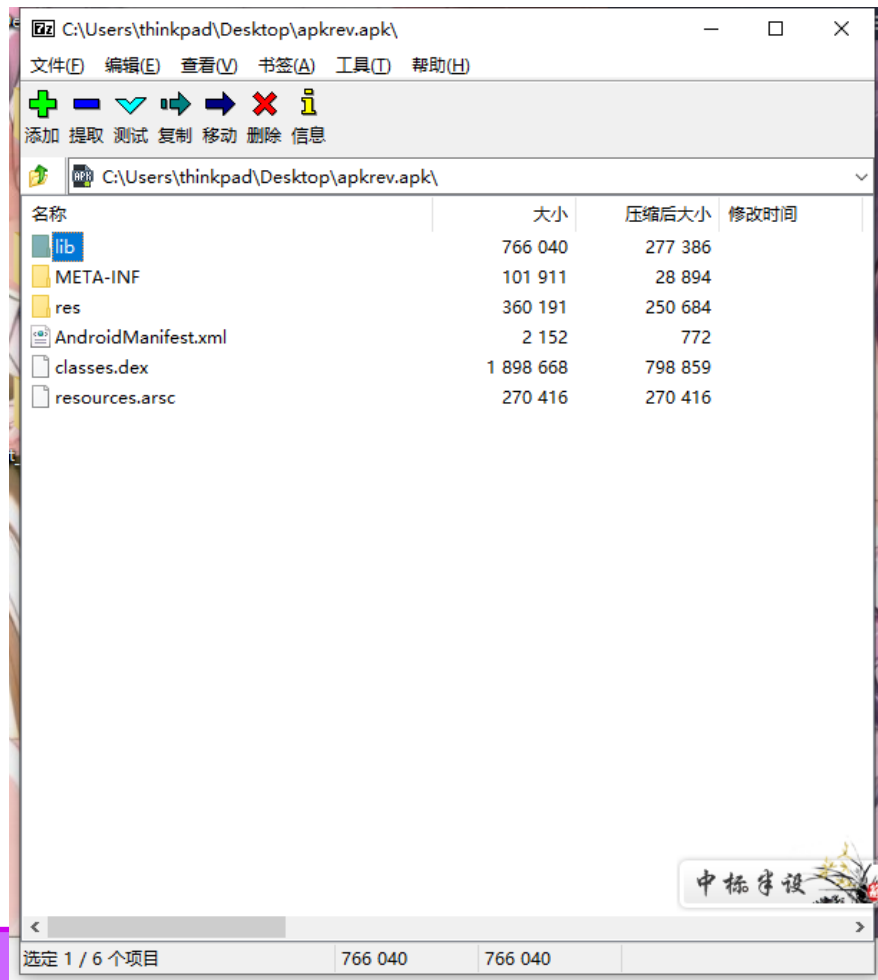 C:\Users\thinkpad\Desktop\apkrev.apk\
文件(F) 编辑(E) 查看(V) 书签(A) 工具(T) 帮助(H)
添加 提取 测试 复制 移动 删除 信息
C:\Users\thinkpad\Desktop\apkrev.apk\
名称 大小 压缩后大小 修改时间
lib 766 040 277 386
META-INF 101 911 28 894
res 360 191 250 684
AndroidManifest.xml 2 152 772
classes.dex 1 898 668 798 859
resources.arsc 270 416 270 416
中 标 半 设
选定 1 / 6 个项目 766 040 766 040